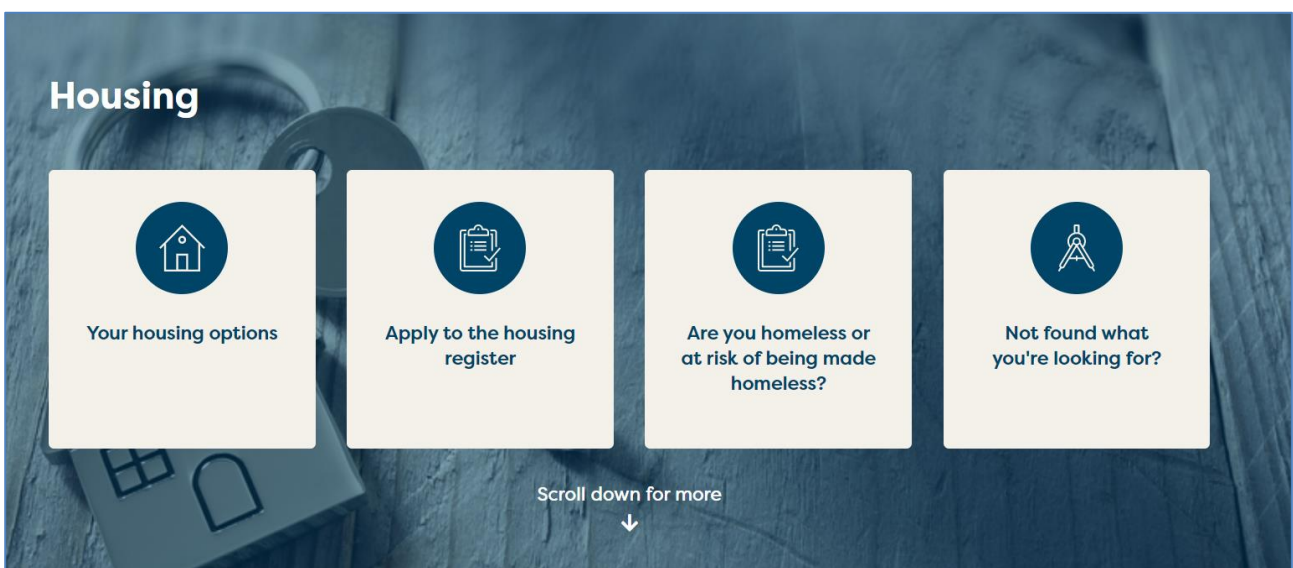 Housing
Your housing options
Apply to the housing
register
Are you homeless or
at risk of being made
homeless?
Not found what
you're looking for?
Scroll down for more